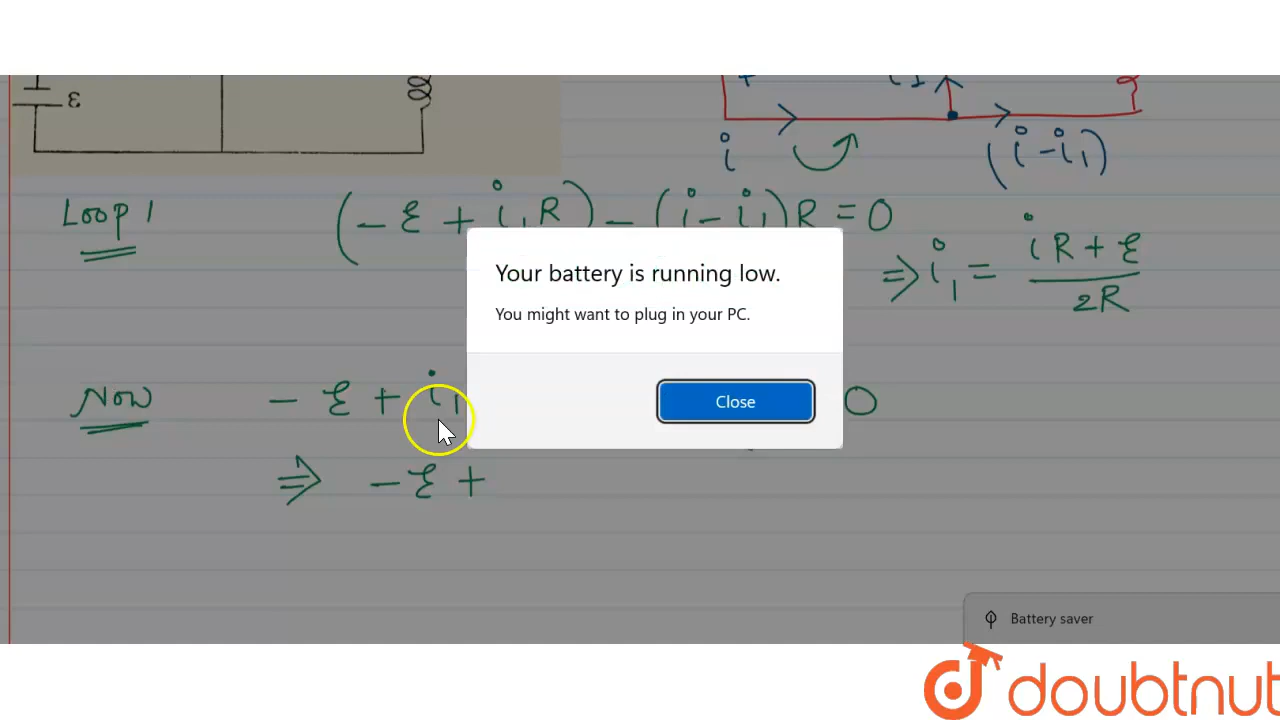 ε
i
(i-i₁)
Loop 1 (-ε + i₁R) - (i-i₁)R = 0
⇒ i₁ = iR + ε / 2R
Your battery is running low.
You might want to plug in your PC.
Close
Now -ε + i₁ 0
⇒ -ε +
Battery saver
doubtnut